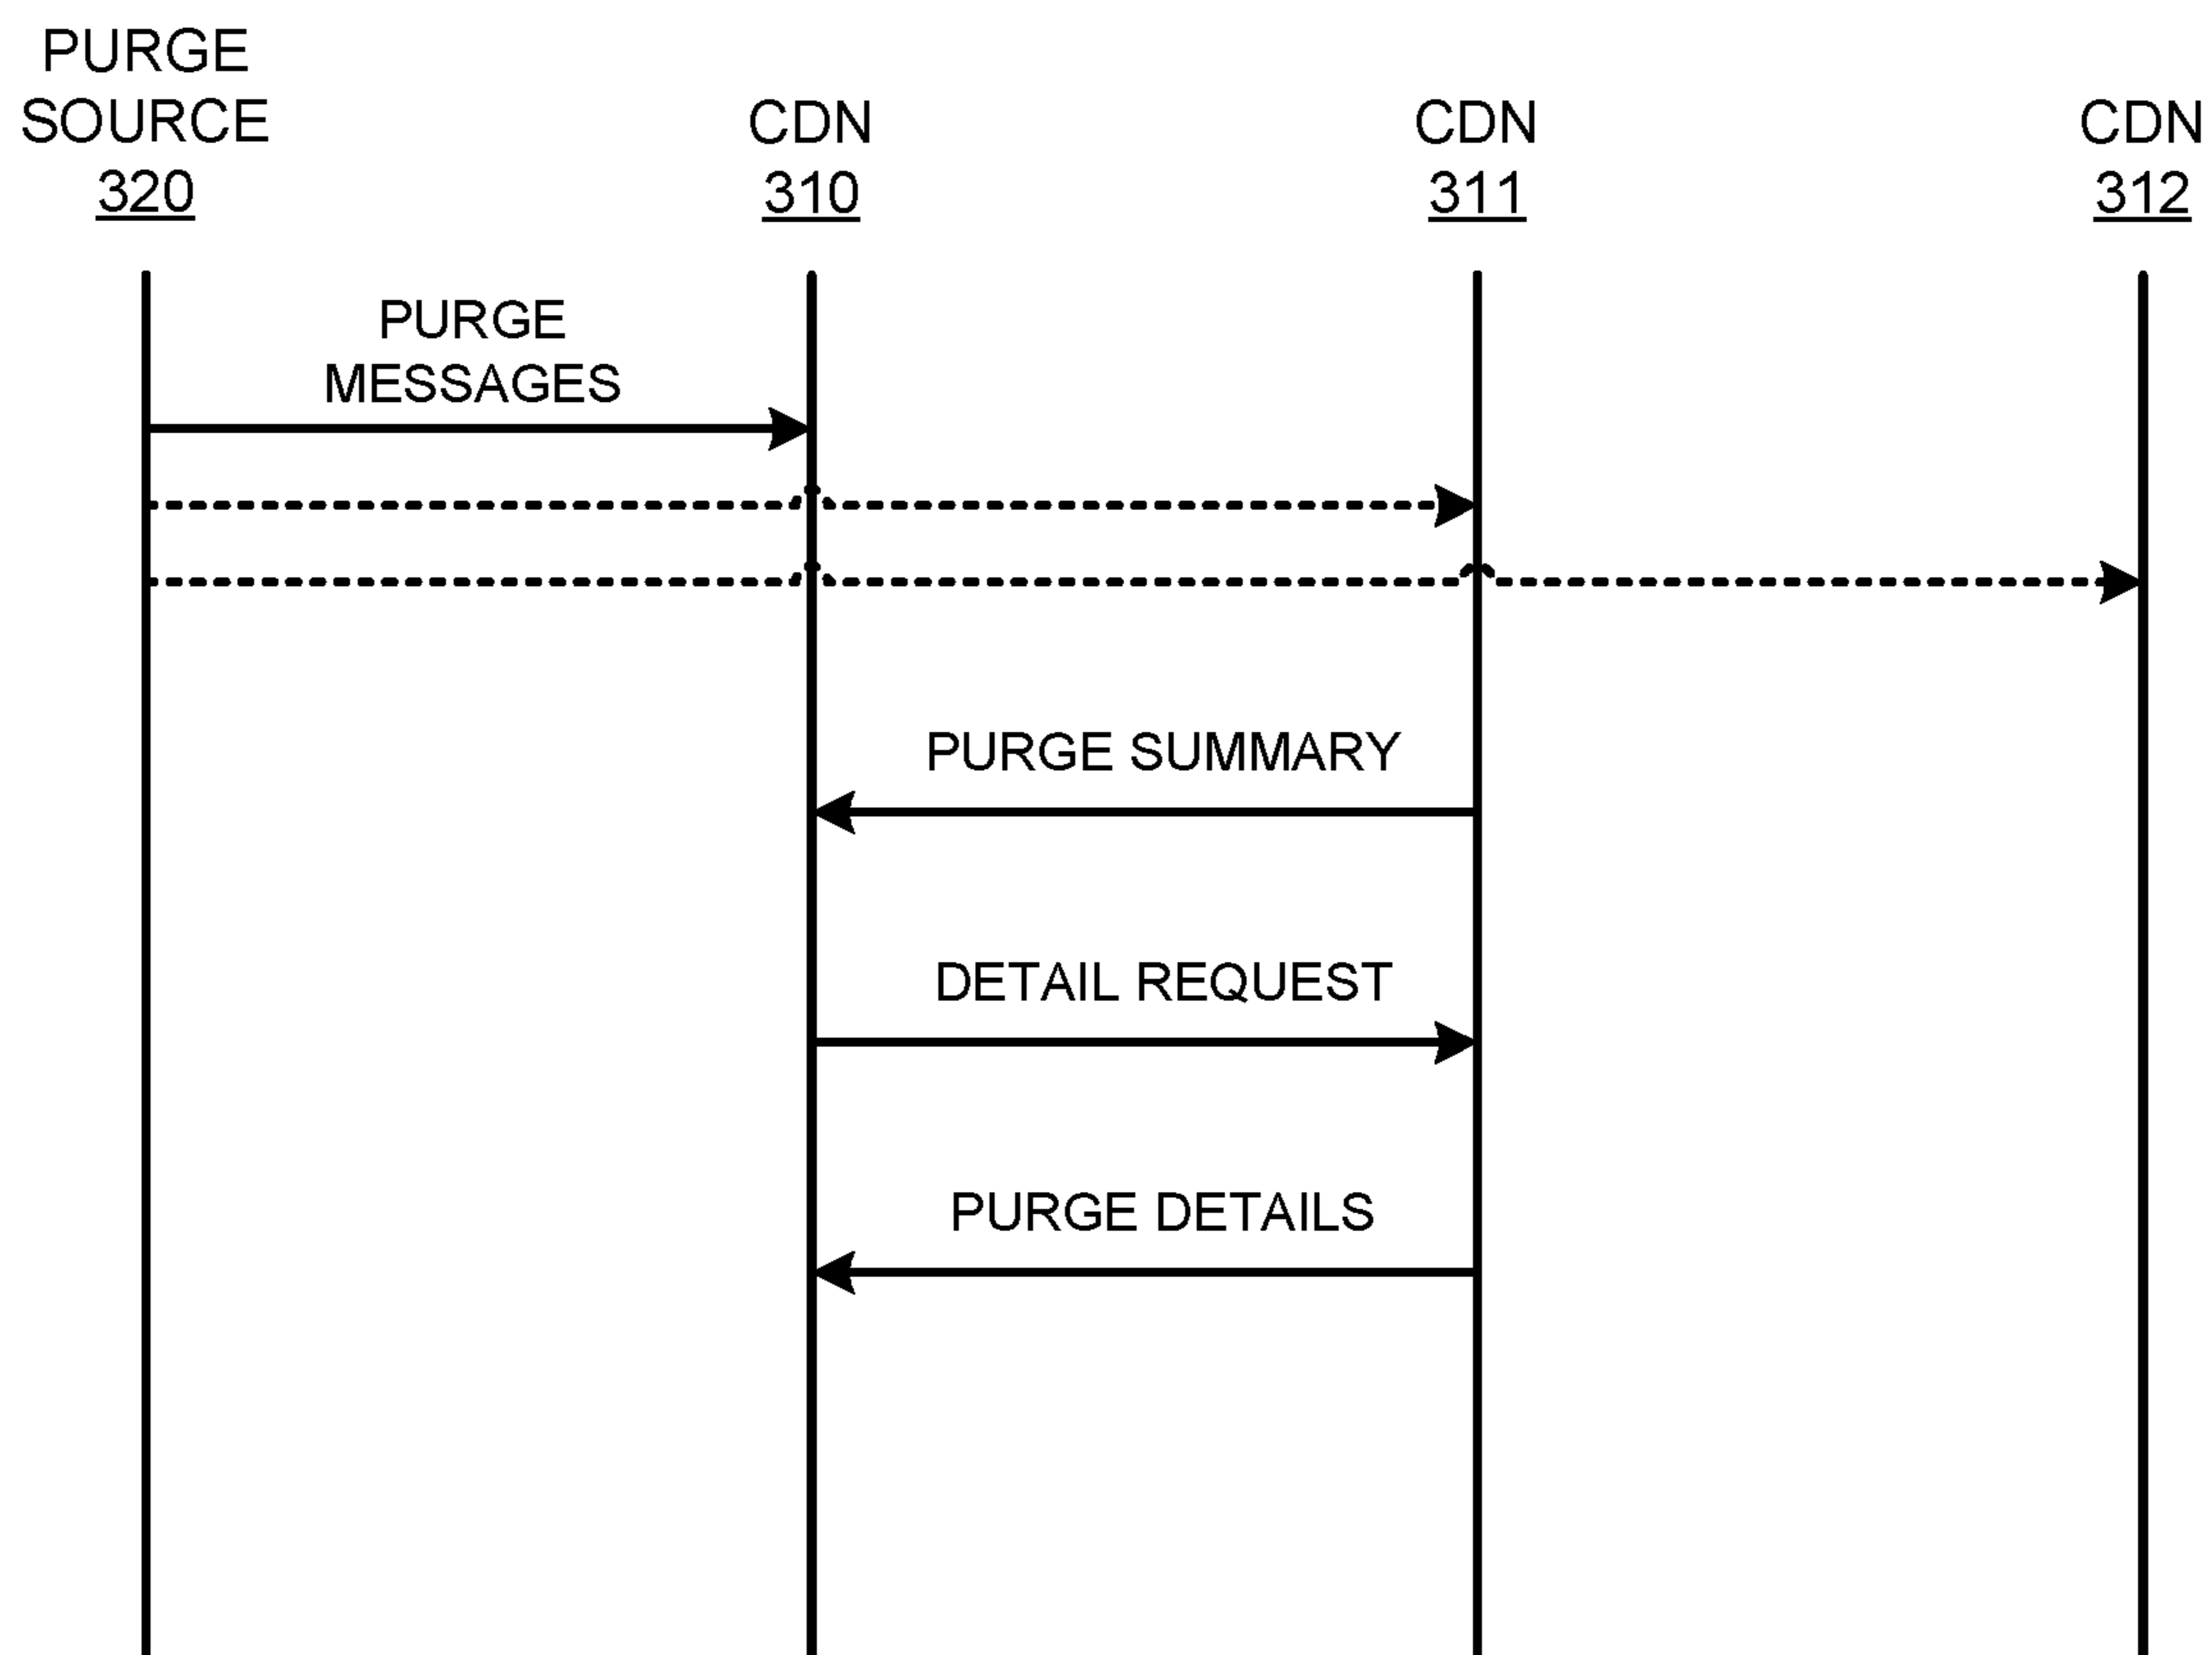 PURGE
SOURCE
320
CDN
310
CDN
311
CDN
312
PURGE
MESSAGES
PURGE SUMMARY
DETAIL REQUEST
PURGE DETAILS